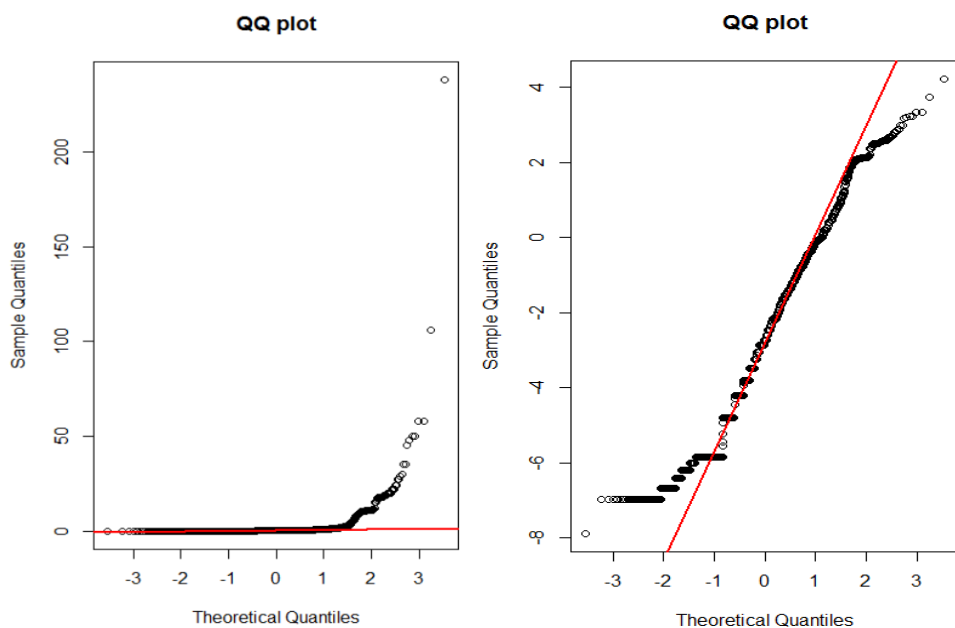 QQ plot
Sample Quantiles
200
150
100
50
0
-3 -2 -1 0 1 2 3
Theoretical Quantiles
QQ plot
Sample Quantiles
4
2
0
-2
-4
-6
-8
-3 -2 -1 0 1 2 3
Theoretical Quantiles